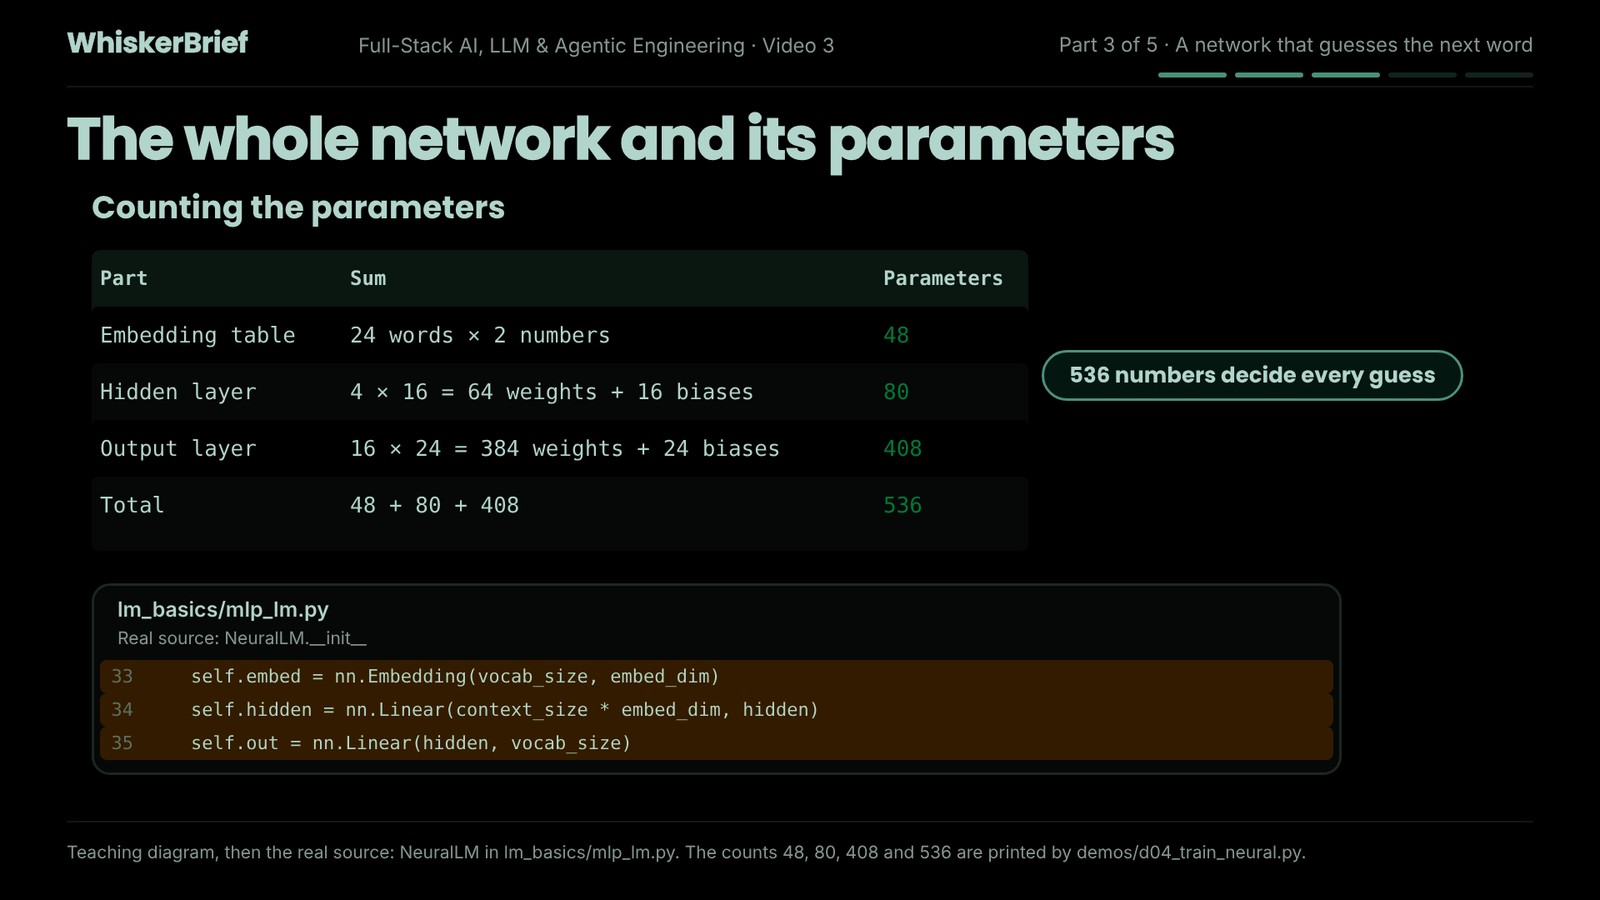 WhiskerBrief
Full-Stack AI, LLM & Agentic Engineering · Video 3
Part 3 of 5 · A network that guesses the next word
The whole network and its parameters
Counting the parameters
Part Sum Parameters
Embedding table 24 words × 2 numbers 48
Hidden layer 4 × 16 = 64 weights + 16 biases 80
Output layer 16 × 24 = 384 weights + 24 biases 408
Total 48 + 80 + 408 536
536 numbers decide every guess
lm_basics/mlp_lm.py
Real source: NeuralLM.__init__
33 self.embed = nn.Embedding(vocab_size, embed_dim)
34 self.hidden = nn.Linear(context_size * embed_dim, hidden)
35 self.out = nn.Linear(hidden, vocab_size)
Teaching diagram, then the real source: NeuralLM in lm_basics/mlp_lm.py. The counts 48, 80, 408 and 536 are printed by demos/d04_train_neural.py.